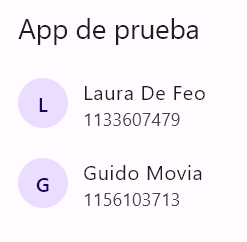 App de prueba
L
Laura De Feo
1133607479
G
Guido Movia
1156103713